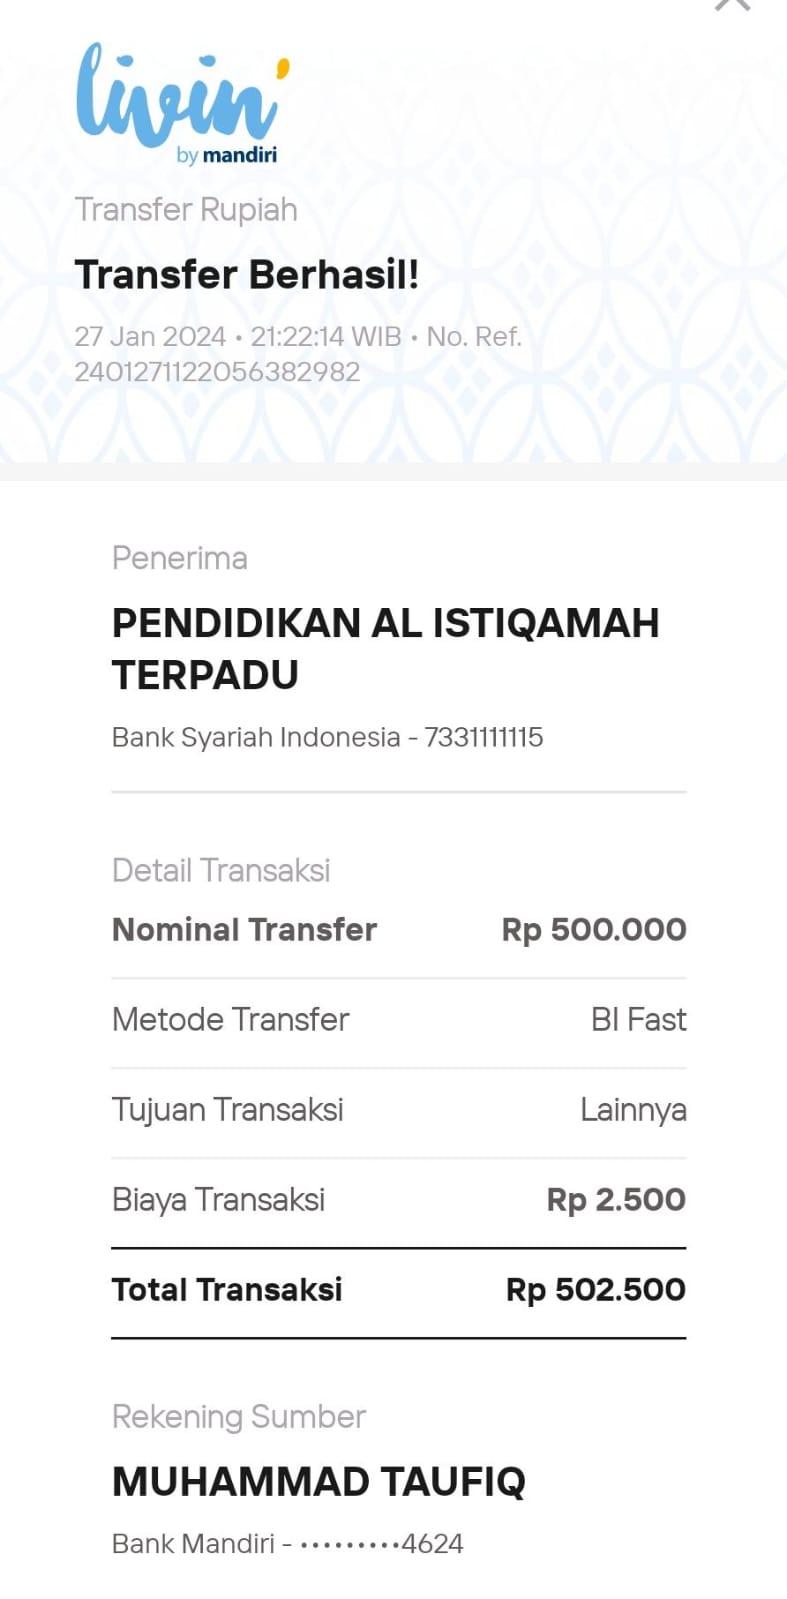 livin'
by mandiri
Transfer Rupiah
Transfer Berhasil!
27 Jan 2024 • 21:22:14 WIB • No. Ref.
2401271122056382982
Penerima
PENDIDIKAN AL ISTIQAMAH
TERPADU
Bank Syariah Indonesia - 7331111115
Detail Transaksi
Nominal Transfer Rp 500.000
Metode Transfer BI Fast
Tujuan Transaksi Lainnya
Biaya Transaksi Rp 2.500
Total Transaksi Rp 502.500
Rekening Sumber
MUHAMMAD TAUFIQ
Bank Mandiri - •••••••••4624